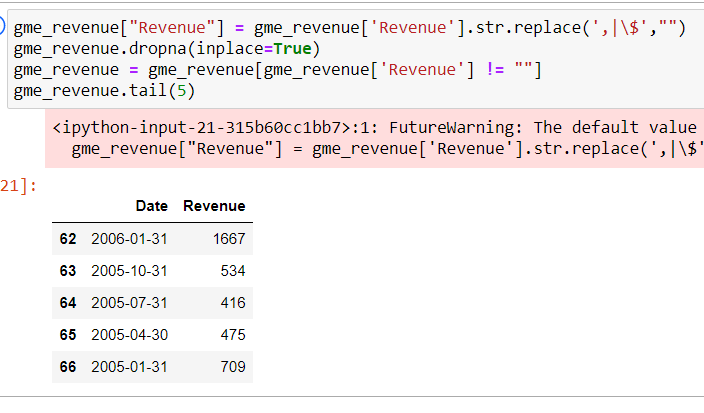 gme_revenue["Revenue"] = gme_revenue['Revenue'].str.replace(',|\$',"")
gme_revenue.dropna(inplace=True)
gme_revenue = gme_revenue[gme_revenue['Revenue'] != ""]
gme_revenue.tail(5)
<ipython-input-21-315b60cc1bb7>:1: FutureWarning: The default value
gme_revenue["Revenue"] = gme_revenue['Revenue'].str.replace(',|\$'
21]:
Date Revenue
62 2006-01-31 1667
63 2005-10-31 534
64 2005-07-31 416
65 2005-04-30 475
66 2005-01-31 709